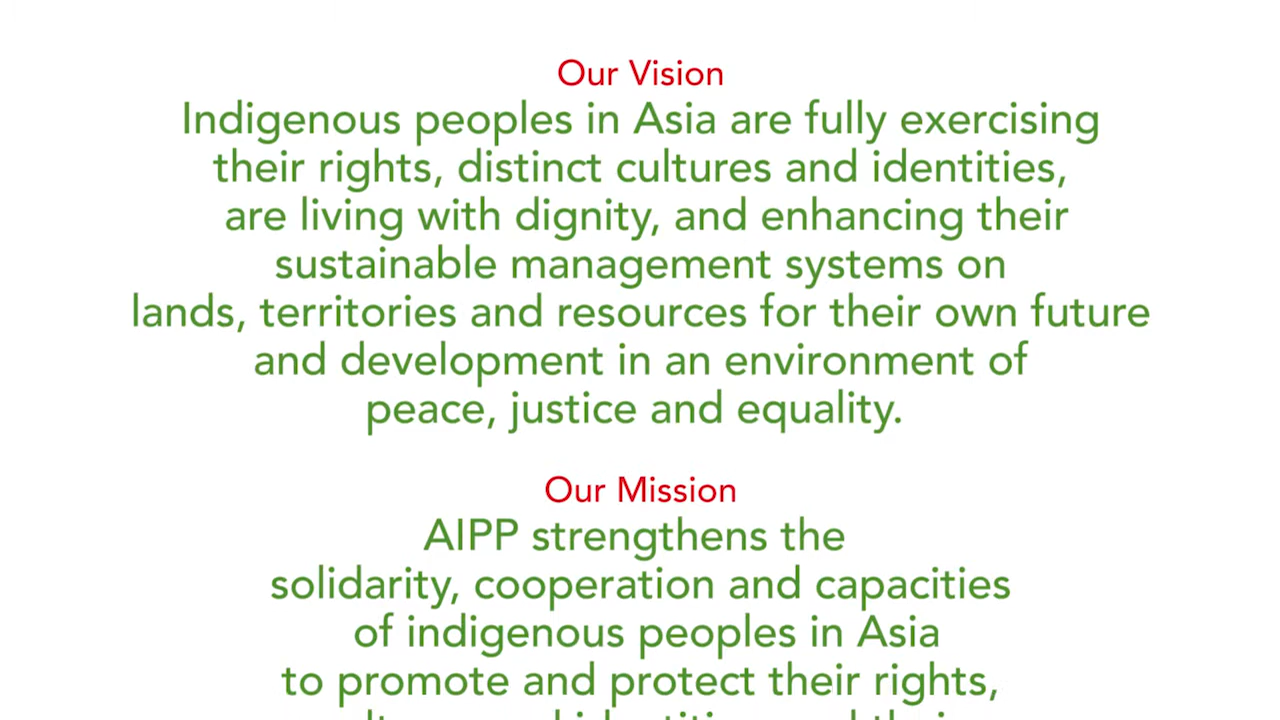 Our Vision
Indigenous peoples in Asia are fully exercising
their rights, distinct cultures and identities,
are living with dignity, and enhancing their
sustainable management systems on
lands, territories and resources for their own future
and development in an environment of
peace, justice and equality.
Our Mission
AIPP strengthens the
solidarity, cooperation and capacities
of indigenous peoples in Asia
to promote and protect their rights,